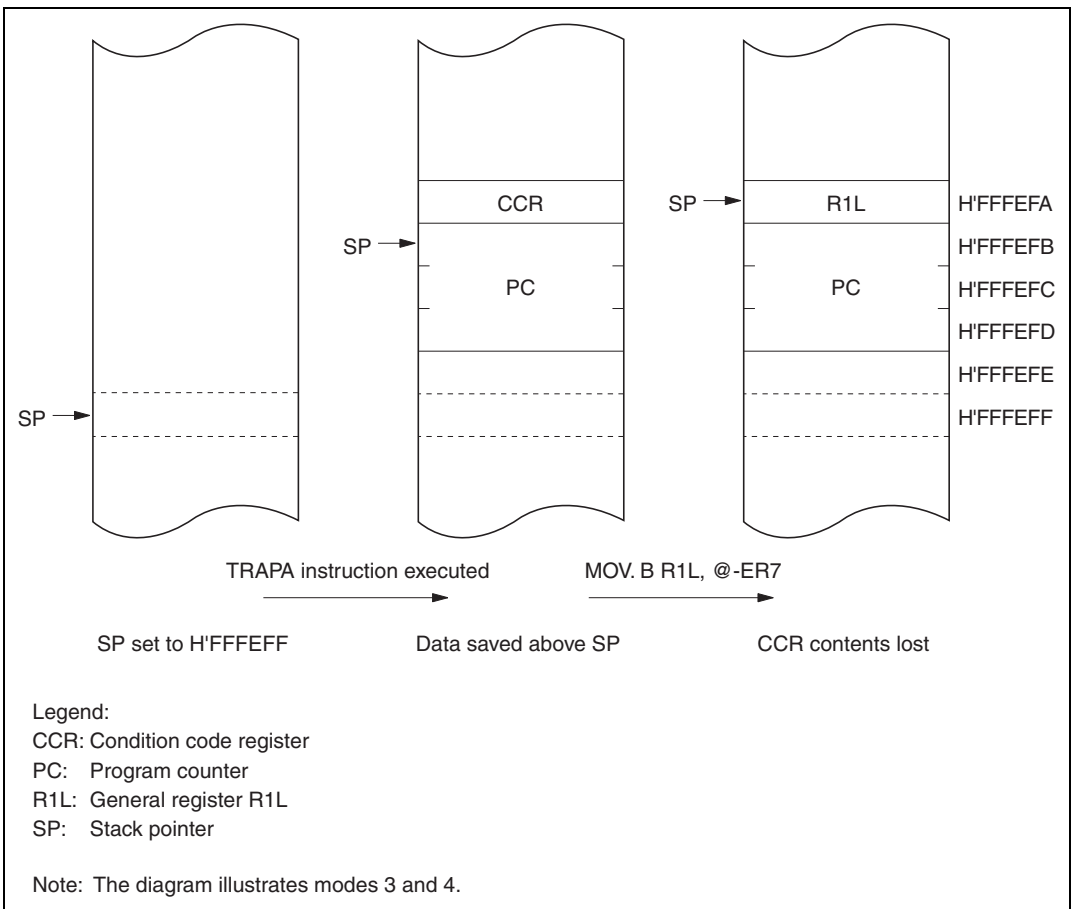 CCR
SP
R1L
H'FFFEFA
SP
H'FFFEFB
PC
PC
H'FFFEFC
H'FFFEFD
H'FFFEFE
SP
H'FFFEFF
TRAPA instruction executed
MOV. B R1L, @-ER7
SP set to H'FFFEFF
Data saved above SP
CCR contents lost
Legend:
CCR: Condition code register
PC: Program counter
R1L: General register R1L
SP: Stack pointer
Note: The diagram illustrates modes 3 and 4.